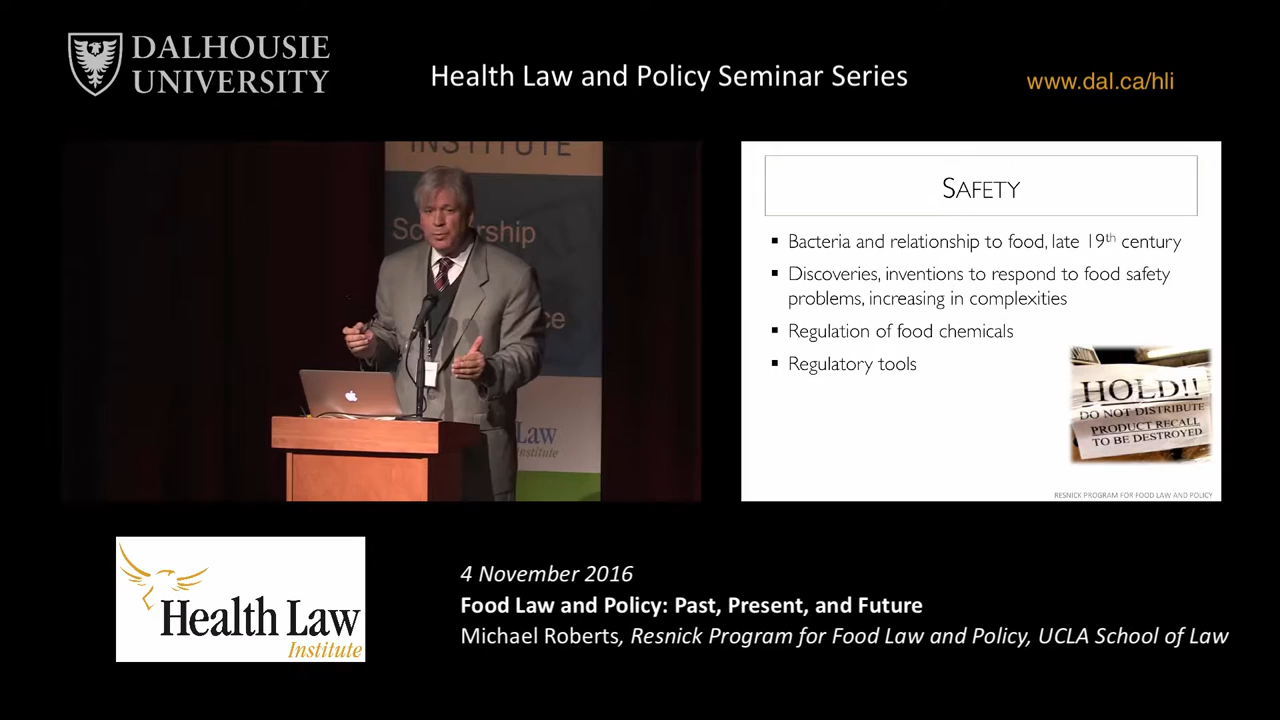 DALHOUSIE
UNIVERSITY
Health Law and Policy Seminar Series
www.dal.ca/hli
INSTITUTE
Law
Institute
SAFETY
▪ Bacteria and relationship to food, late 19th century
▪ Discoveries, inventions to respond to food safety
problems, increasing in complexities
▪ Regulation of food chemicals
▪ Regulatory tools
HOLD!!
DO NOT DISTRIBUTE
PRODUCT RECALL
TO BE DESTROYED
RESNICK PROGRAM FOR FOOD LAW AND POLICY
Health Law
Institute
4 November 2016
Food Law and Policy: Past, Present, and Future
Michael Roberts, Resnick Program for Food Law and Policy, UCLA School of Law